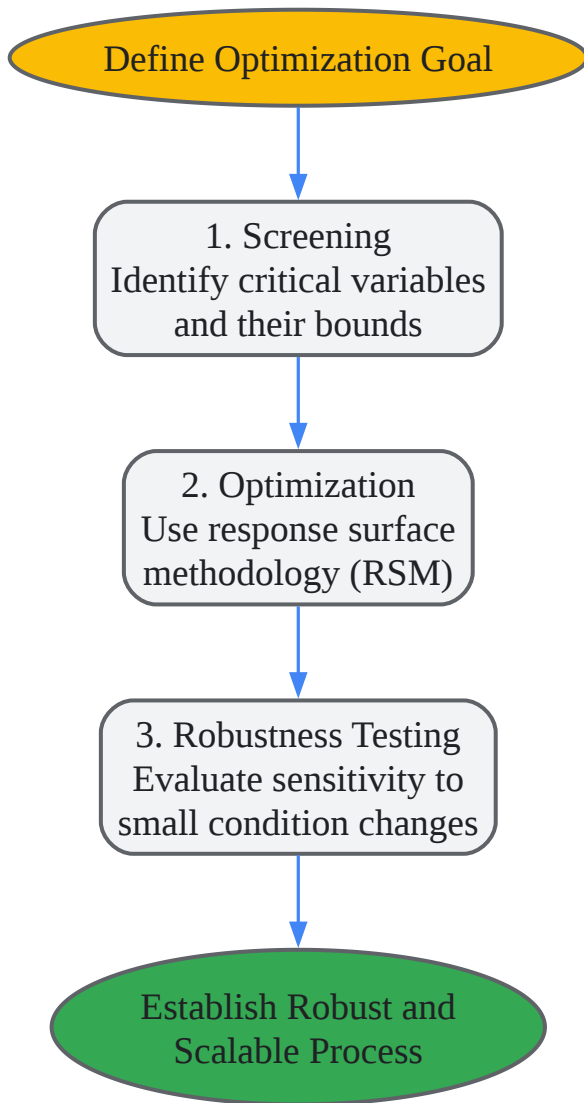 Define Optimization Goal
1. Screening
Identify critical variables
and their bounds
2. Optimization
Use response surface
methodology (RSM)
3. Robustness Testing
Evaluate sensitivity to
small condition changes
Establish Robust and
Scalable Process